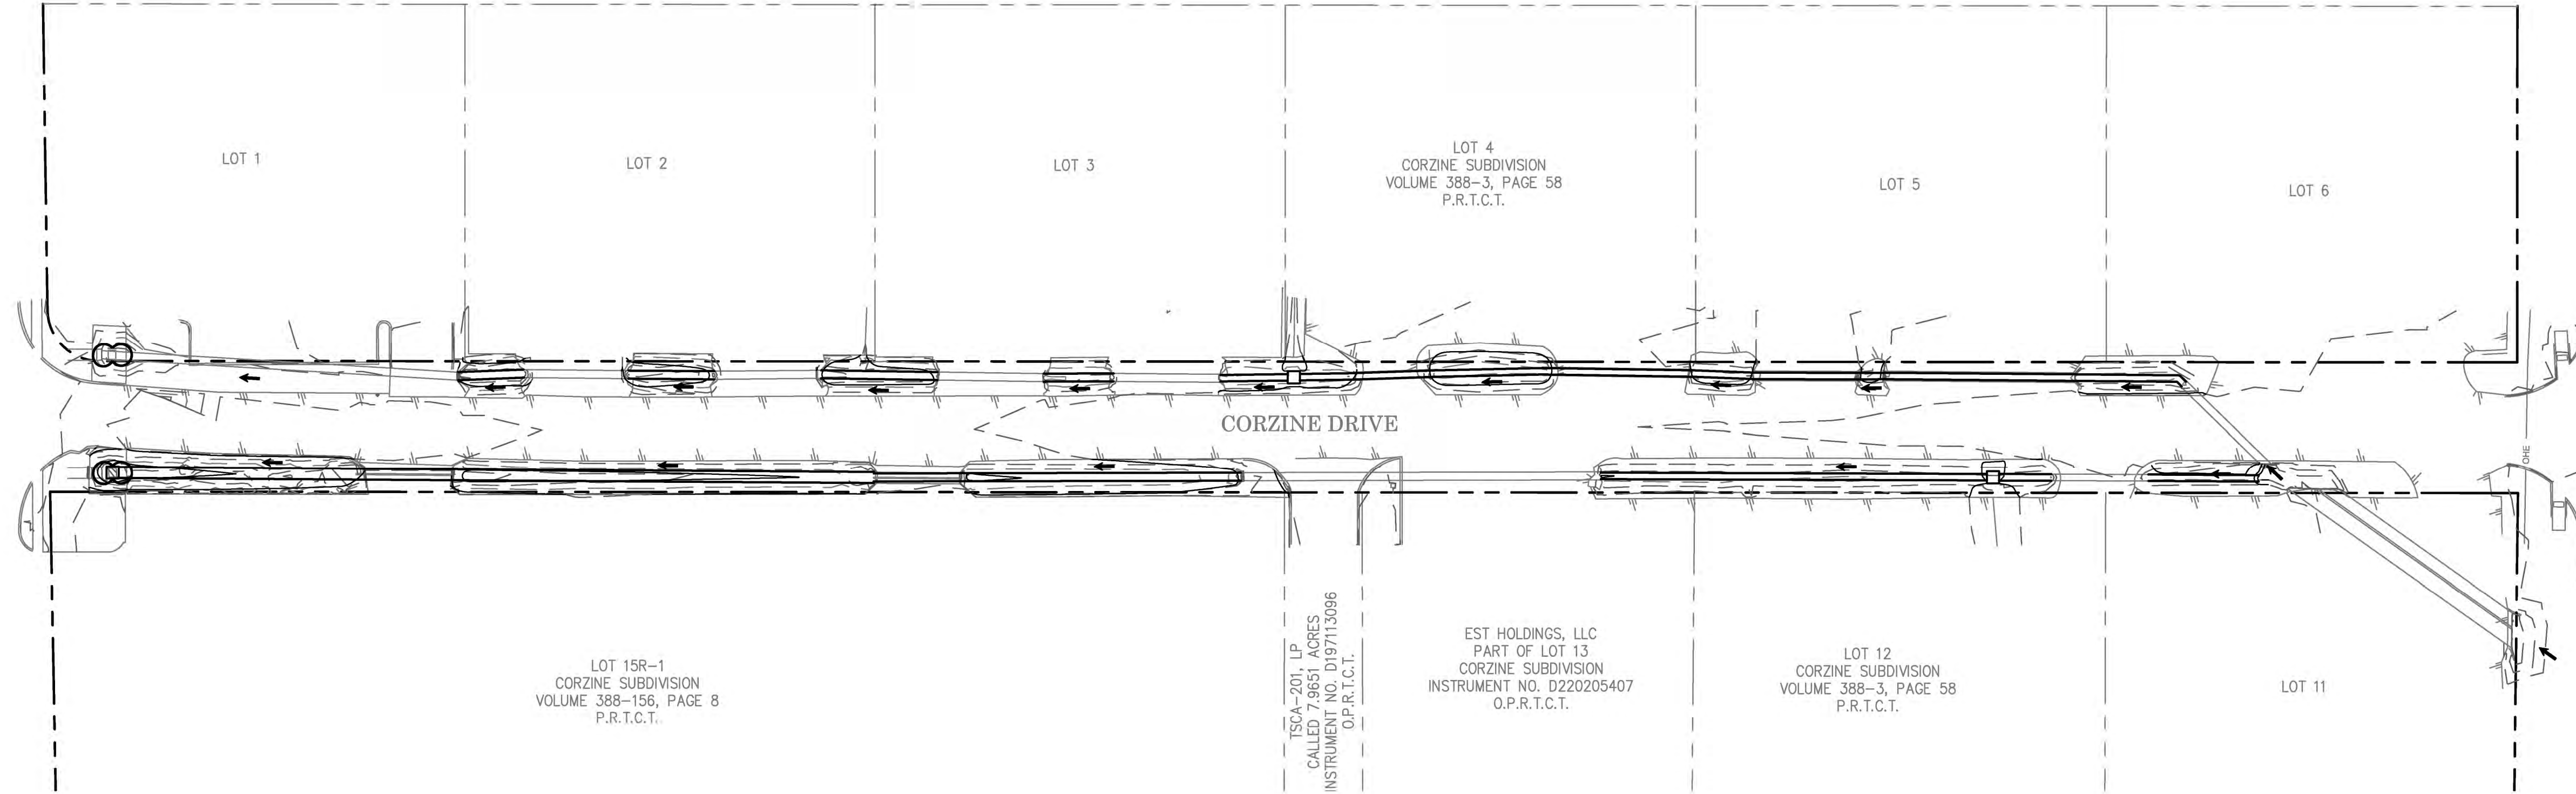 LOT 1
LOT 2
LOT 3
LOT 4
CORZINE SUBDIVISION
VOLUME 388-3, PAGE 58
P.R.T.C.T.
LOT 5
LOT 6
CORZINE DRIVE
OHE
LOT 15R-1
CORZINE SUBDIVISION
VOLUME 388-156, PAGE 8
P.R.T.C.T.
TSCA-201, LP
CALLED 7.9651 ACRES
INSTRUMENT NO. D197113096
O.P.R.T.C.T.
EST HOLDINGS, LLC
PART OF LOT 13
CORZINE SUBDIVISION
INSTRUMENT NO. D220205407
O.P.R.T.C.T.
LOT 12
CORZINE SUBDIVISION
VOLUME 388-3, PAGE 58
P.R.T.C.T.
LOT 11